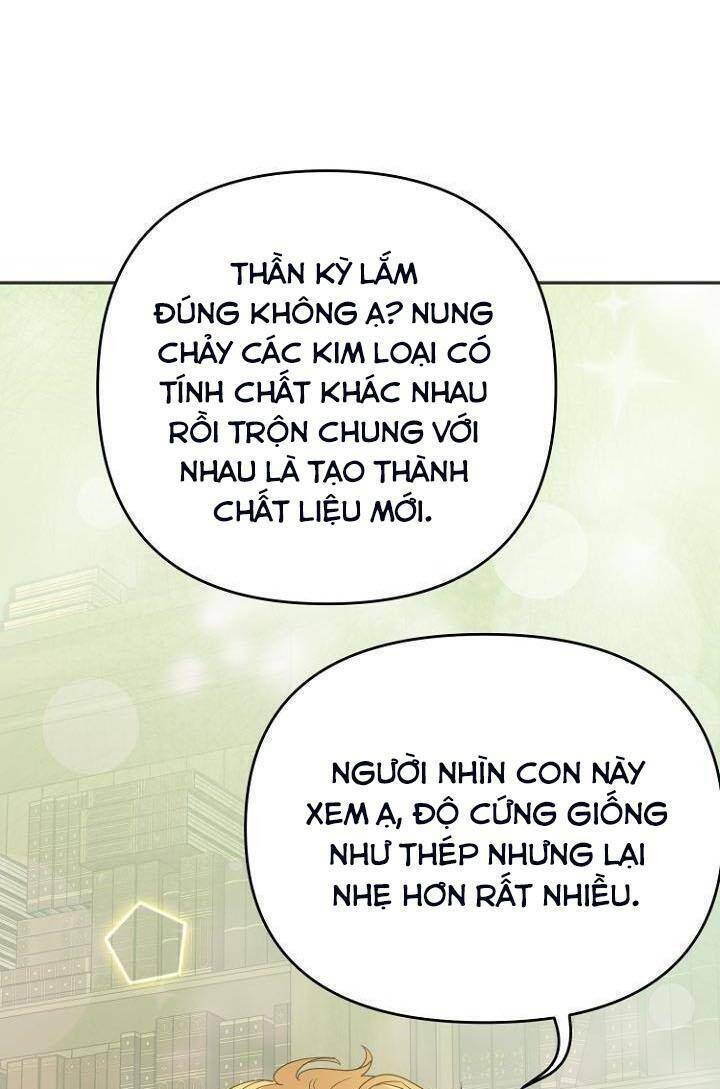 THẦN KỲ LẮM
ĐÚNG KHÔNG Ạ? NUNG
CHẢY CÁC KIM LOẠI CÓ
TÍNH CHẤT KHÁC NHAU
RỒI TRỘN CHUNG VỚI
NHAU LÀ TẠO THÀNH
CHẤT LIỆU MỚI.
NGƯỜI NHÌN CON NÀY
XEM Ạ, ĐỘ CỨNG GIỐNG
NHƯ THÉP NHƯNG LẠI
NHẸ HƠN RẤT NHIỀU.